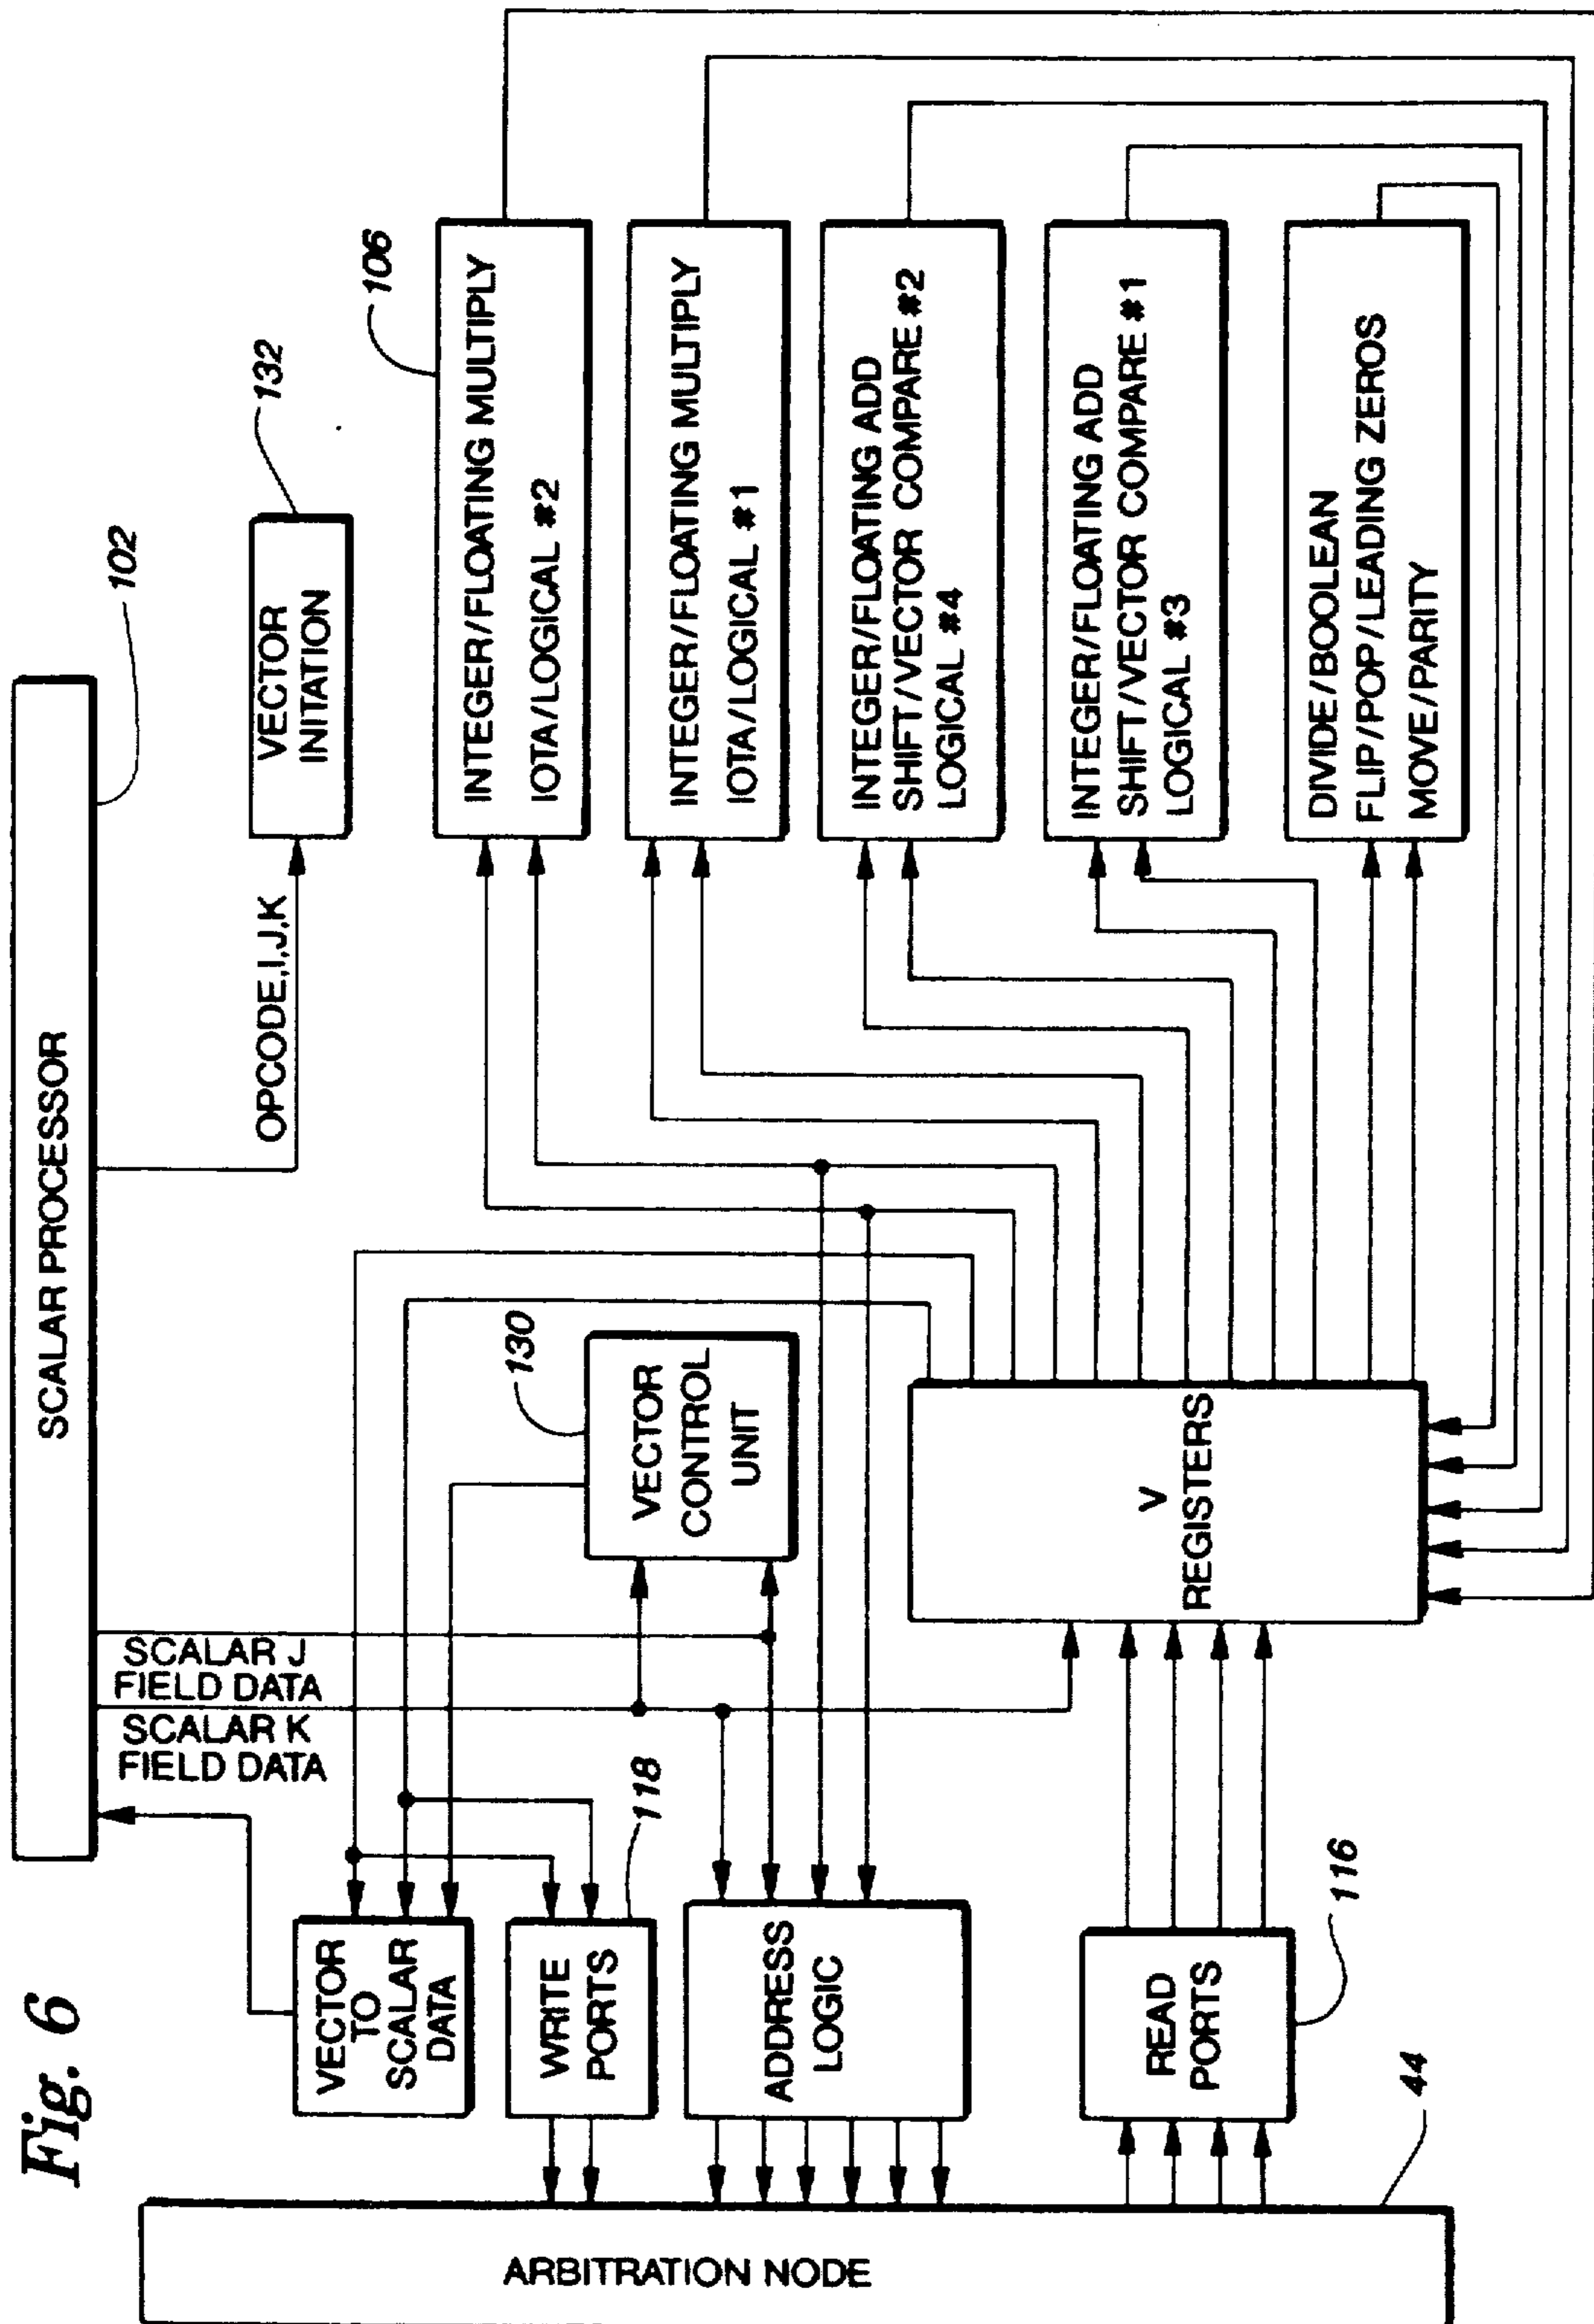 Fig. 6
SCALAR PROCESSOR
102
OPCODE,I,J,K
VECTOR
INITATION
132
SCALAR J
FIELD DATA
SCALAR K
FIELD DATA
VECTOR
TO
SCALAR
DATA
WRITE
PORTS
118
ADDRESS
LOGIC
VECTOR
CONTROL
UNIT
130
READ
PORTS
116
ARBITRATION NODE
44
V
REGISTERS
INTEGER/FLOATING MULTIPLY
IOTA/LOGICAL #2
106
INTEGER/FLOATING MULTIPLY
IOTA/LOGICAL #1
INTEGER/FLOATING ADD
SHIFT/VECTOR COMPARE #2
LOGICAL #4
INTEGER/FLOATING ADD
SHIFT/VECTOR COMPARE #1
LOGICAL #3
DIVIDE/BOOLEAN
FLIP/POP/LEADING ZEROS
MOVE/PARITY